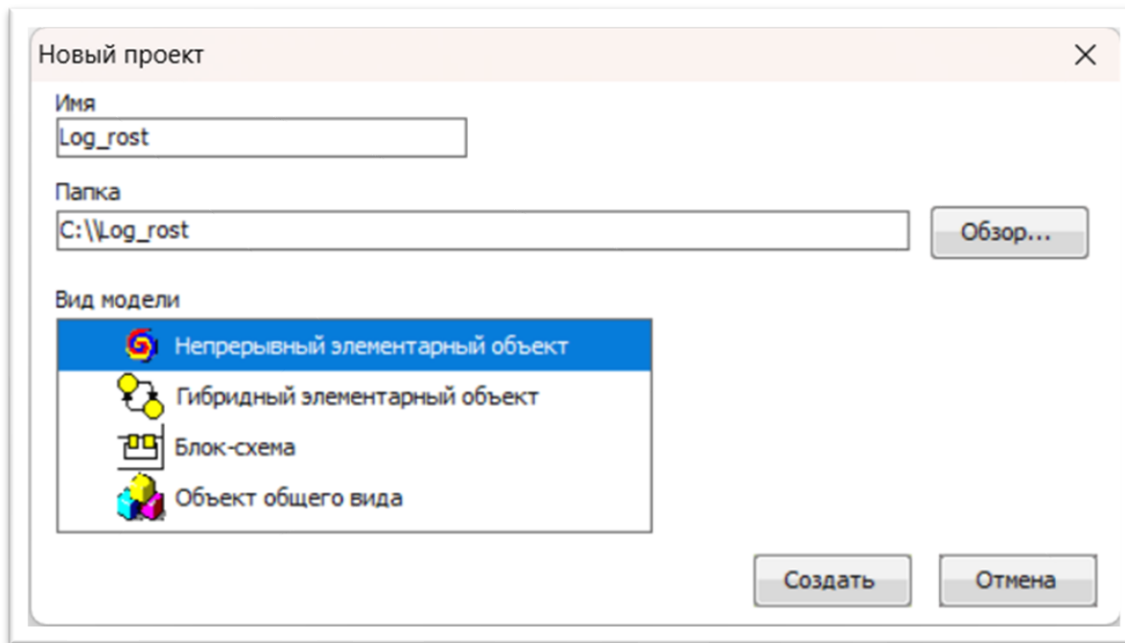 Новый проект
Имя
Log_rost
Папка
C:\\Log_rost
Обзор...
Вид модели
Непрерывный элементарный объект
Гибридный элементарный объект
Блок-схема
Объект общего вида
Создать
Отмена